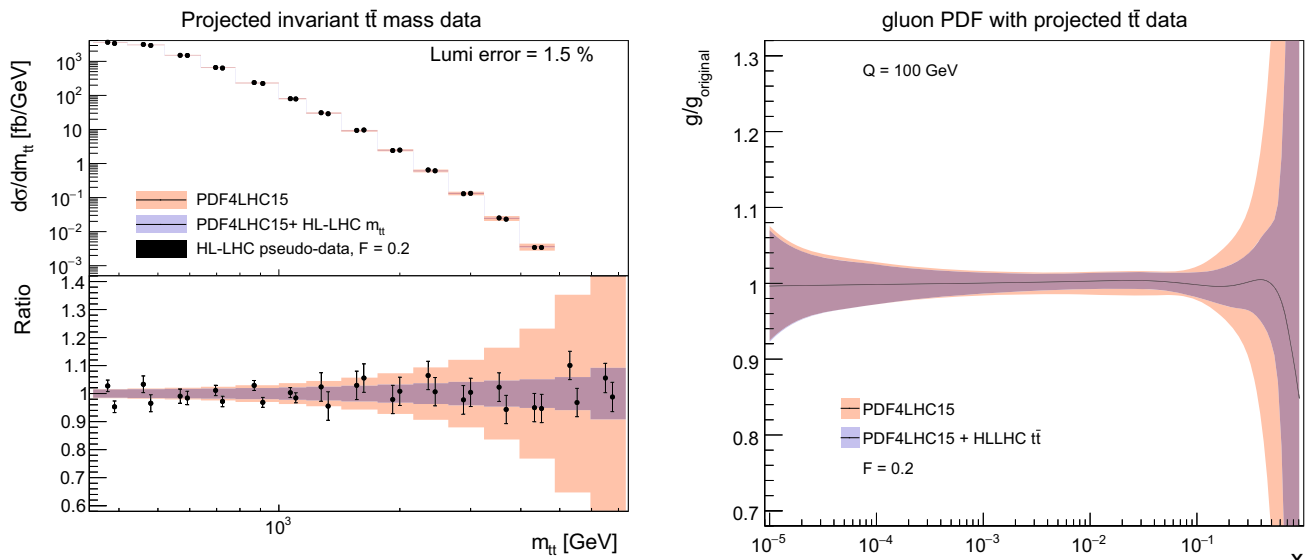 Projected invariant tt̄ mass data
Lumi error = 1.5 %
dσ/dm_tt [fb/GeV]
10³
10²
10
1
10⁻¹
10⁻²
10⁻³
PDF4LHC15
PDF4LHC15+ HL-LHC m_tt
HL-LHC pseudo-data, F = 0.2
Ratio
1.4
1.3
1.2
1.1
1
0.9
0.8
0.7
0.6
10³
m_tt [GeV]
gluon PDF with projected tt̄ data
Q = 100 GeV
g/g_original
1.3
1.2
1.1
1
0.9
0.8
0.7
PDF4LHC15
PDF4LHC15 + HLLHC tt̄
F = 0.2
10⁻⁵
10⁻⁴
10⁻³
10⁻²
10⁻¹